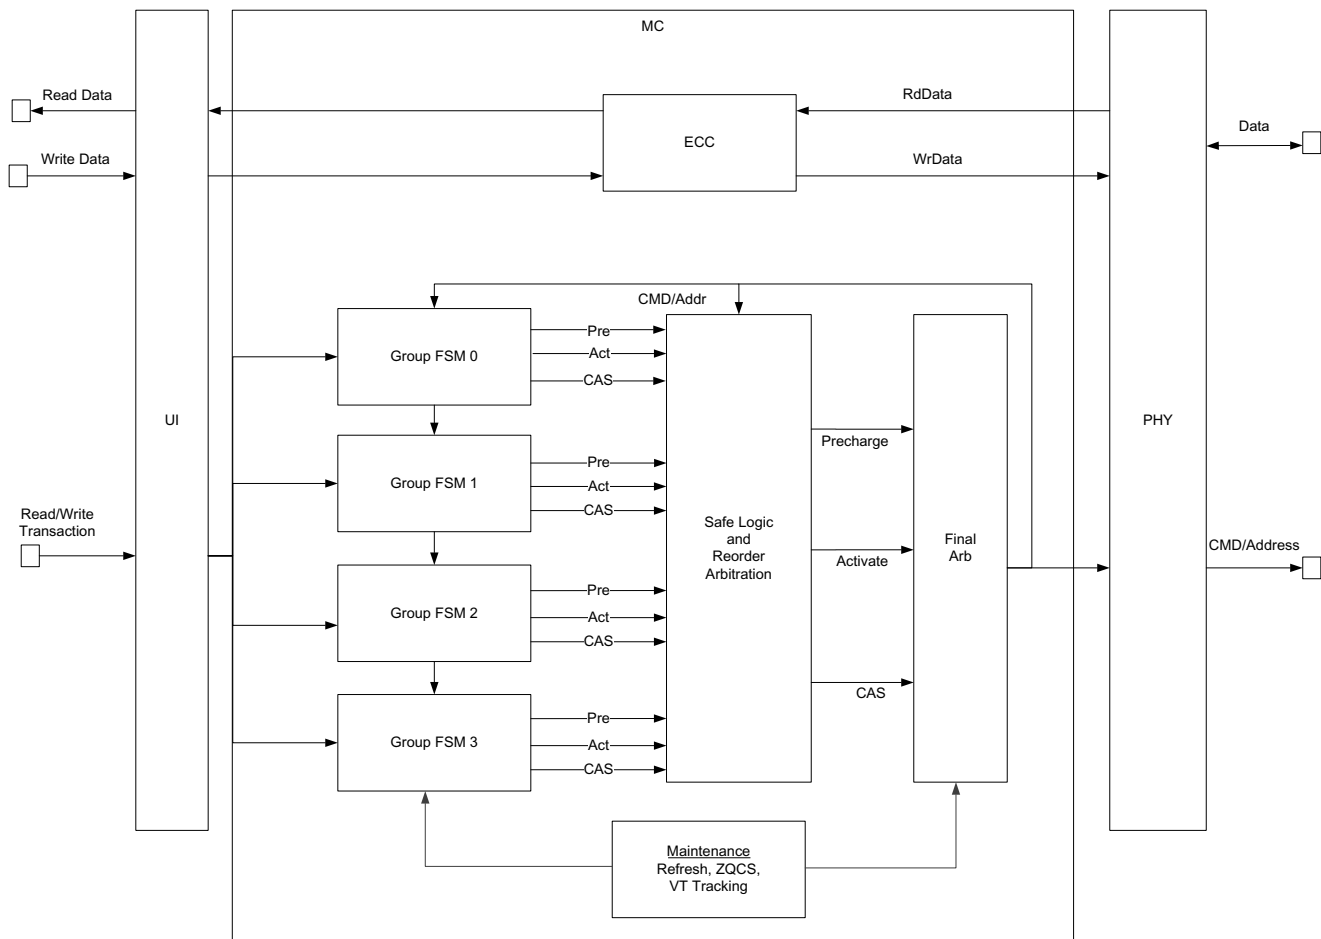 MC
Read Data
RdData
ECC
Data
Write Data
WrData
CMD/Addr
Group FSM 0
Pre
Act
CAS
UI
PHY
Precharge
Group FSM 1
Pre
Act
CAS
Read/Write
Transaction
Safe Logic
and
Reorder
Arbitration
Activate
Final
Arb
CMD/Address
Group FSM 2
Pre
Act
CAS
CAS
Group FSM 3
Pre
Act
CAS
Maintenance
Refresh, ZQCS,
VT Tracking